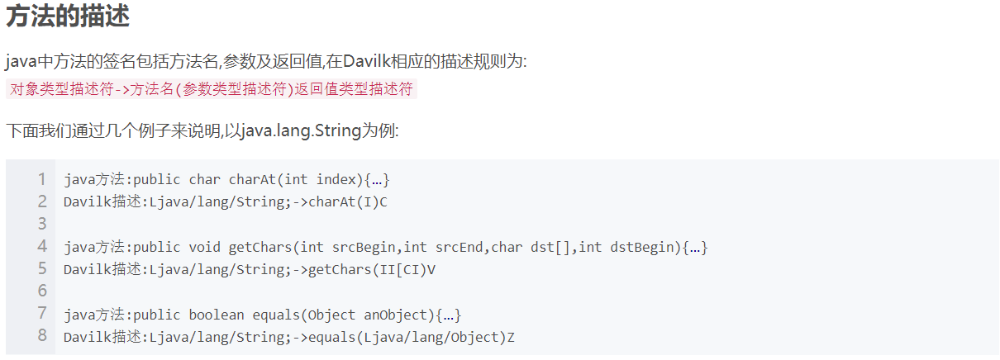 方法的描述
java中方法的签名包括方法名,参数及返回值,在Davilk相应的描述规则为:
对象类型描述符->方法名(参数类型描述符)返回值类型描述符
下面我们通过几个例子来说明,以java.lang.String为例:
1 java方法:public char charAt(int index){…}
2 Davilk描述:Ljava/lang/String;->charAt(I)C
3
4 java方法:public void getChars(int srcBegin,int srcEnd,char dst[],int dstBegin){…}
5 Davilk描述:Ljava/lang/String;->getChars(II[CI)V
6
7 java方法:public boolean equals(Object anObject){…}
8 Davilk描述:Ljava/lang/String;->equals(Ljava/lang/Object)Z